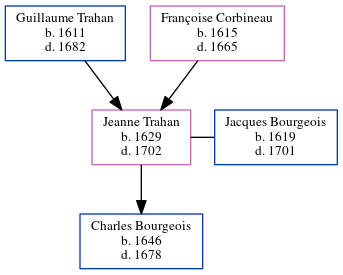 Guillaume Trahan
b. 1611
d. 1682
Françoise Corbineau
b. 1615
d. 1665
Jeanne Trahan
b. 1629
d. 1702
Jacques Bourgeois
b. 1619
d. 1701
Charles Bourgeois
b. 1646
d. 1678